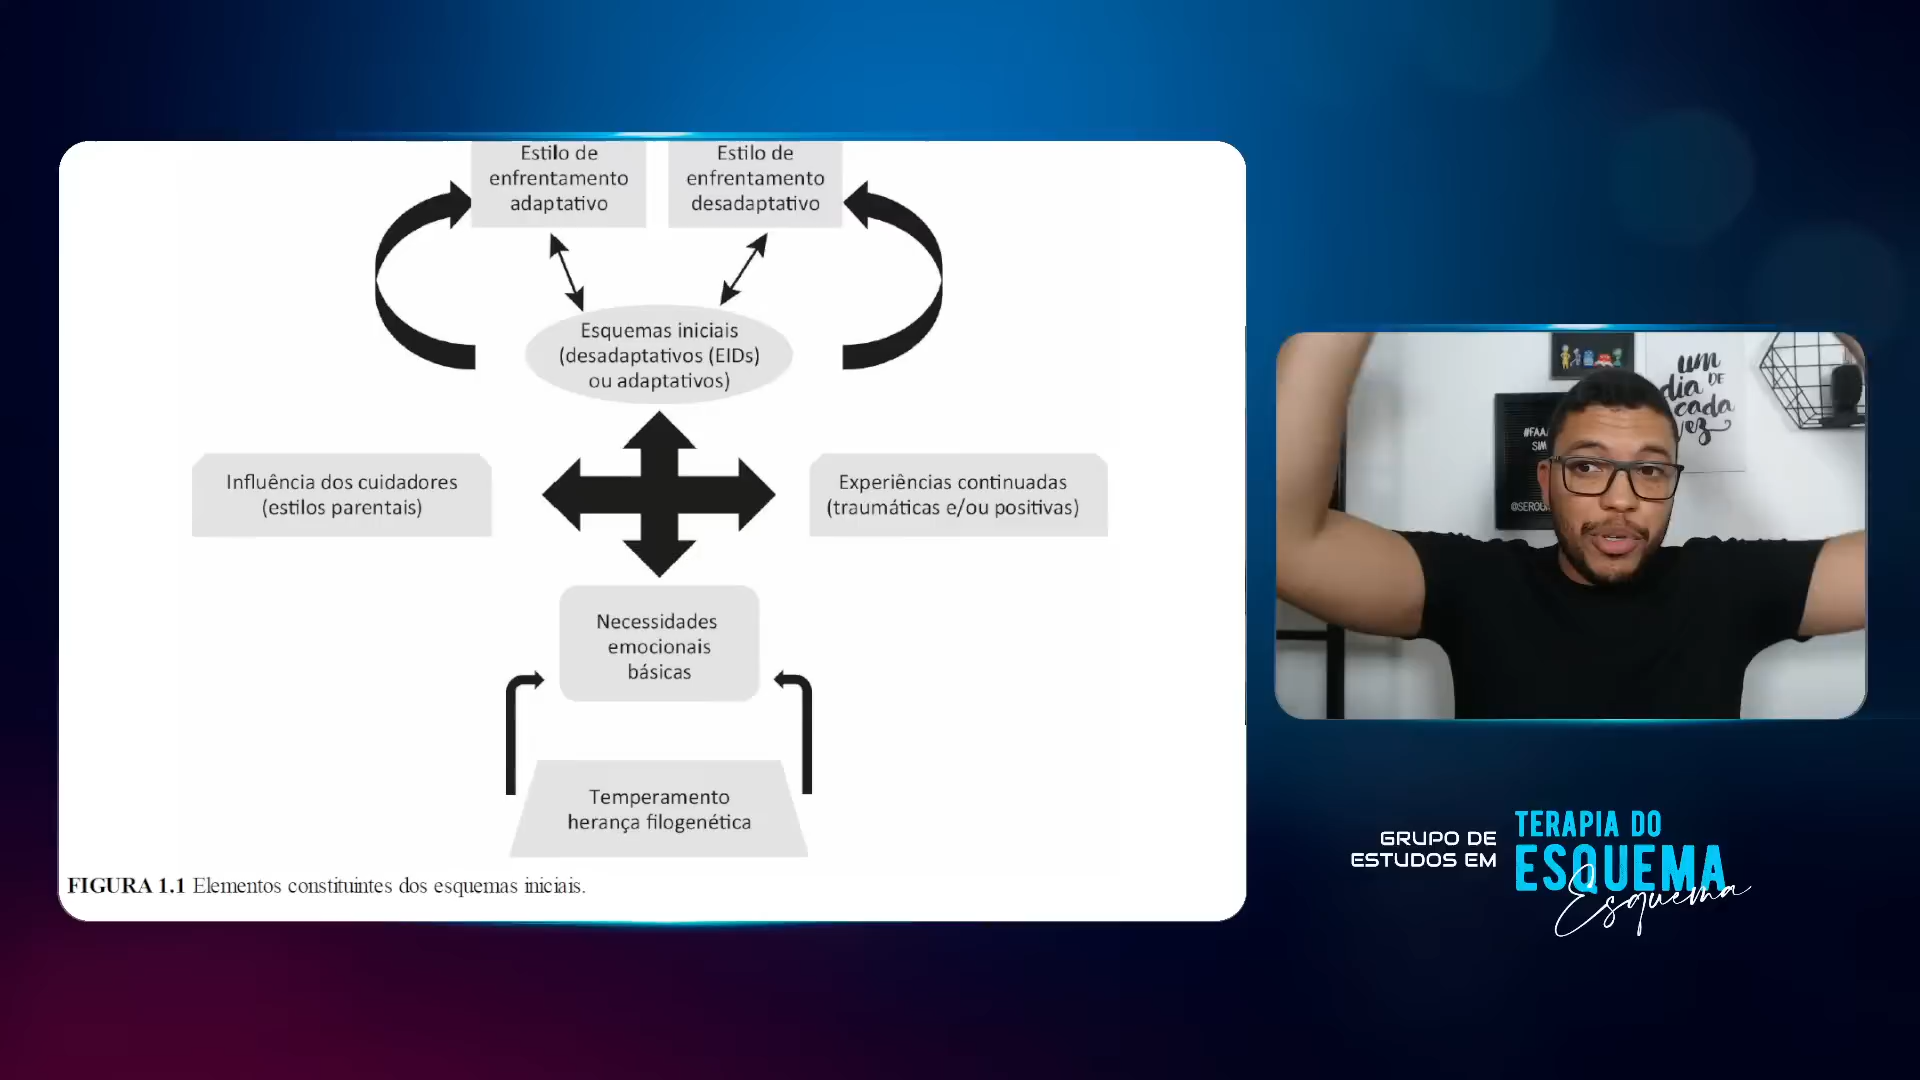 Estilo de
enfrentamento
adaptativo
Estilo de
enfrentamento
desadaptativo
Esquemas iniciais
(desadaptativos (EIDs)
ou adaptativos)
Influência dos cuidadores
(estilos parentais)
Experiências continuadas
(traumáticas e/ou positivas)
Necessidades
emocionais
básicas
Temperamento
herança filogenética
FIGURA 1.1 Elementos constituintes dos esquemas iniciais.
um
dia DE
cada
vez
SIM
GRUPO DE
ESTUDOS EM
TERAPIA DO
ESQUEMA
Esquema